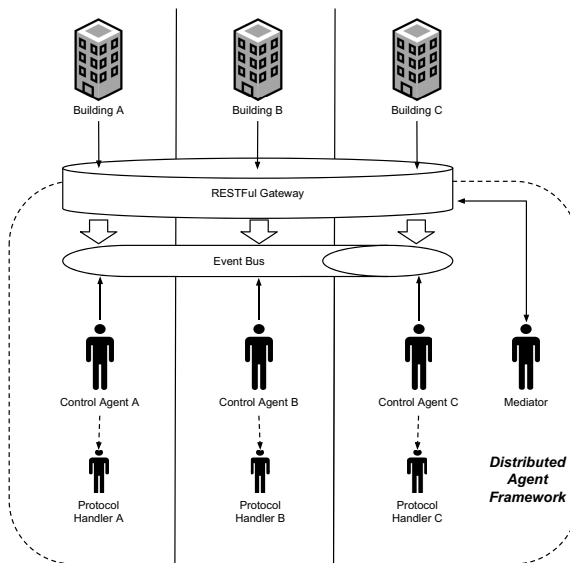 Building A
Building B
Building C
RESTFul Gateway
Event Bus
Control Agent A
Control Agent B
Control Agent C
Mediator
Protocol
Handler A
Protocol
Handler B
Protocol
Handler C
Distributed
Agent
Framework